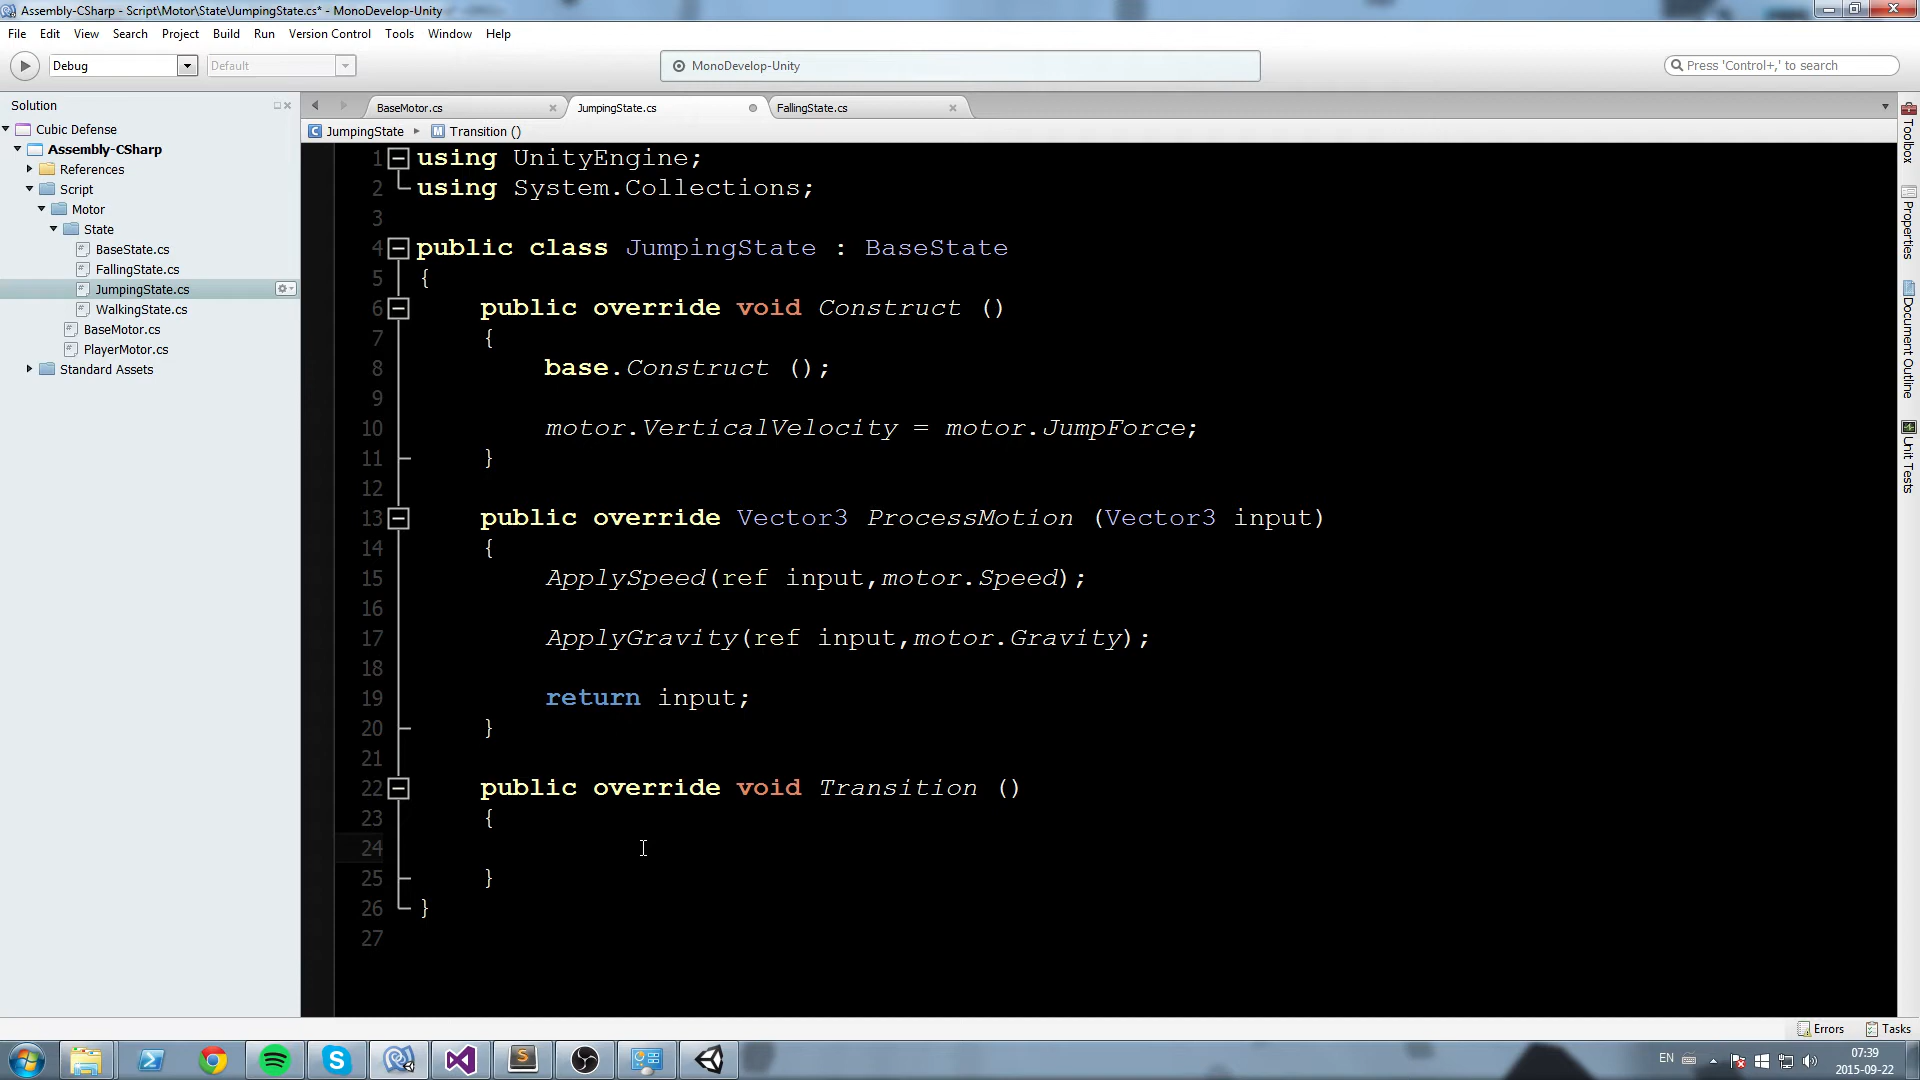 Assembly-CSharp - Script\Motor\State\JumpingState.cs* - MonoDevelop-Unity
File Edit View Search Project Build Run Version Control Tools Window Help
Debug Default MonoDevelop-Unity Press 'Control+,' to search
Solution
Cubic Defense
Assembly-CSharp
References
Script
Motor
State
BaseState.cs
FallingState.cs
JumpingState.cs
WalkingState.cs
BaseMotor.cs
PlayerMotor.cs
Standard Assets
BaseMotor.cs JumpingState.cs FallingState.cs
JumpingState Transition ()
1 using UnityEngine;
2 using System.Collections;
3
4 public class JumpingState : BaseState
5 {
6 public override void Construct ()
7 {
8 base.Construct ();
9
10 motor.VerticalVelocity = motor.JumpForce;
11 }
12
13 public override Vector3 ProcessMotion (Vector3 input)
14 {
15 ApplySpeed(ref input,motor.Speed);
16
17 ApplyGravity(ref input,motor.Gravity);
18
19 return input;
20 }
21
22 public override void Transition ()
23 {
24
25 }
26 }
27
Toolbox
Properties
Document Outline
Unit Tests
Errors Tasks
EN
07:39
2015-09-22